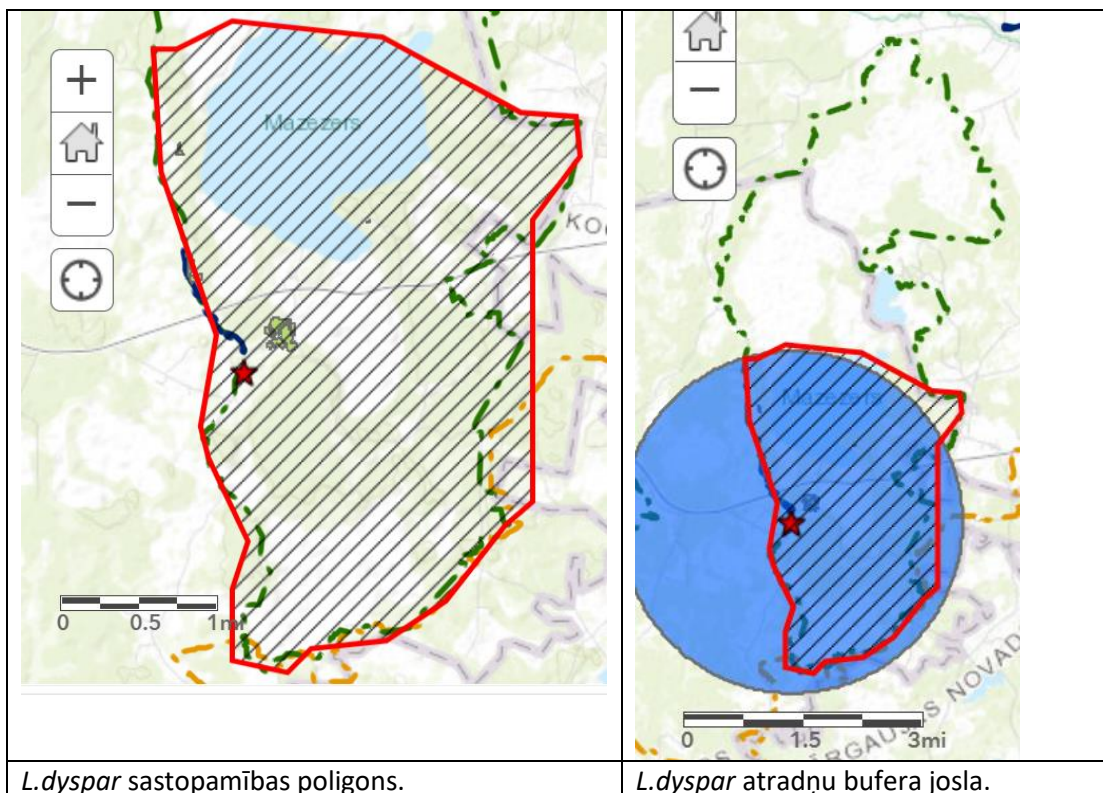 +
−
Mazezers
KO
0 0.5 1mi
L.dyspar sastopamības poligons.
−
Mazezers
RGAU S NOVAD
0 1.5 3mi
L.dyspar atradņu bufera josla.